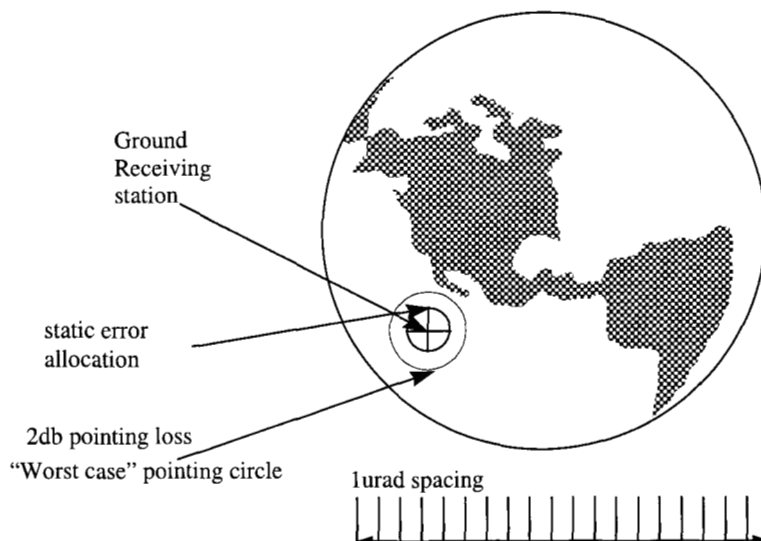 Ground
Receiving
station
static error
allocation
2db pointing loss
“Worst case” pointing circle
1urad spacing